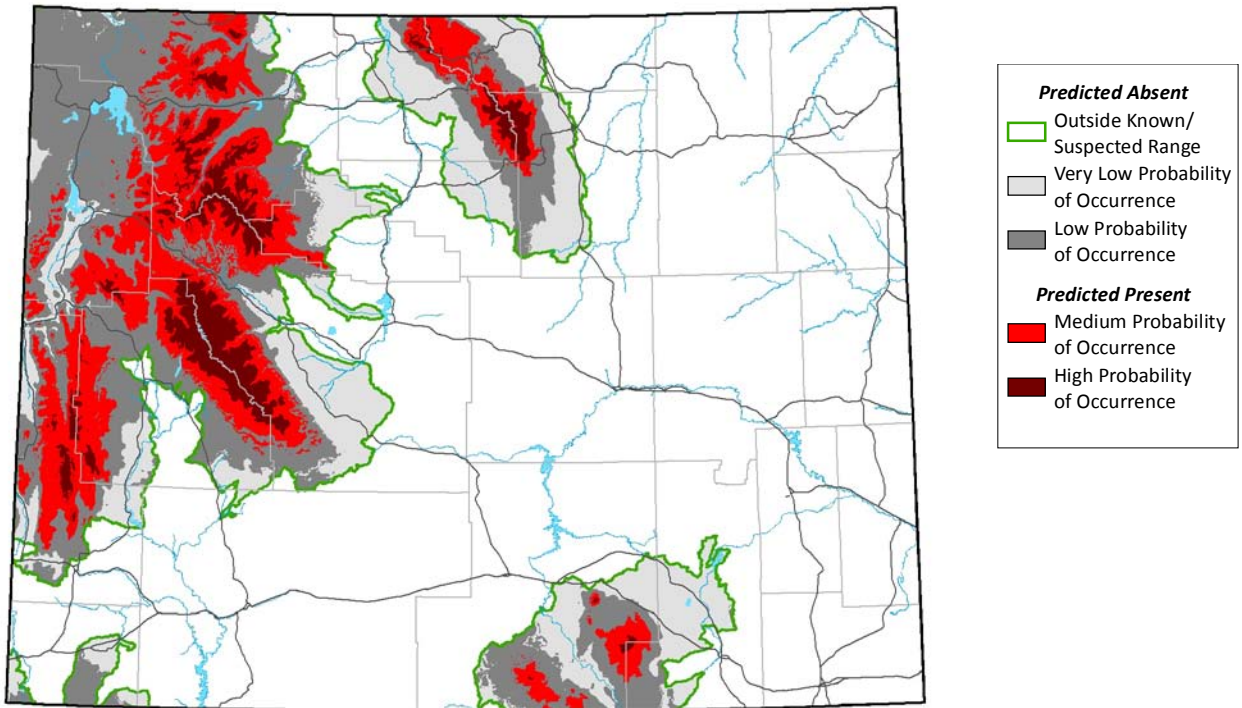 Predicted Absent
Outside Known/
Suspected Range
Very Low Probability
of Occurrence
Low Probability
of Occurrence
Predicted Present
Medium Probability
of Occurrence
High Probability
of Occurrence